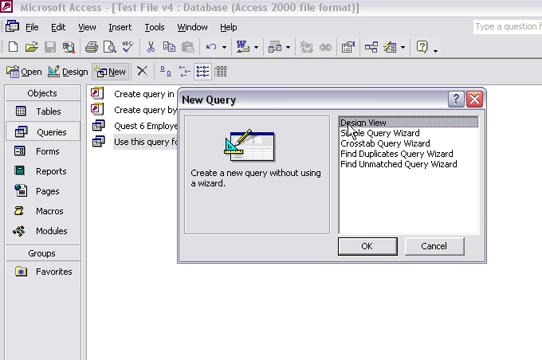 Microsoft Access - [Test File v4 : Database (Access 2000 file format)]
File Edit View Insert Tools Window Help
Type a question f
Open Design New
Objects
Tables
Queries
Forms
Reports
Pages
Macros
Modules
Groups
Favorites
Create query in
Create query by
Quest 6 Employe
Use this query fo
New Query
Create a new query without using
a wizard.
Design View
Simple Query Wizard
Crosstab Query Wizard
Find Duplicates Query Wizard
Find Unmatched Query Wizard
OK Cancel